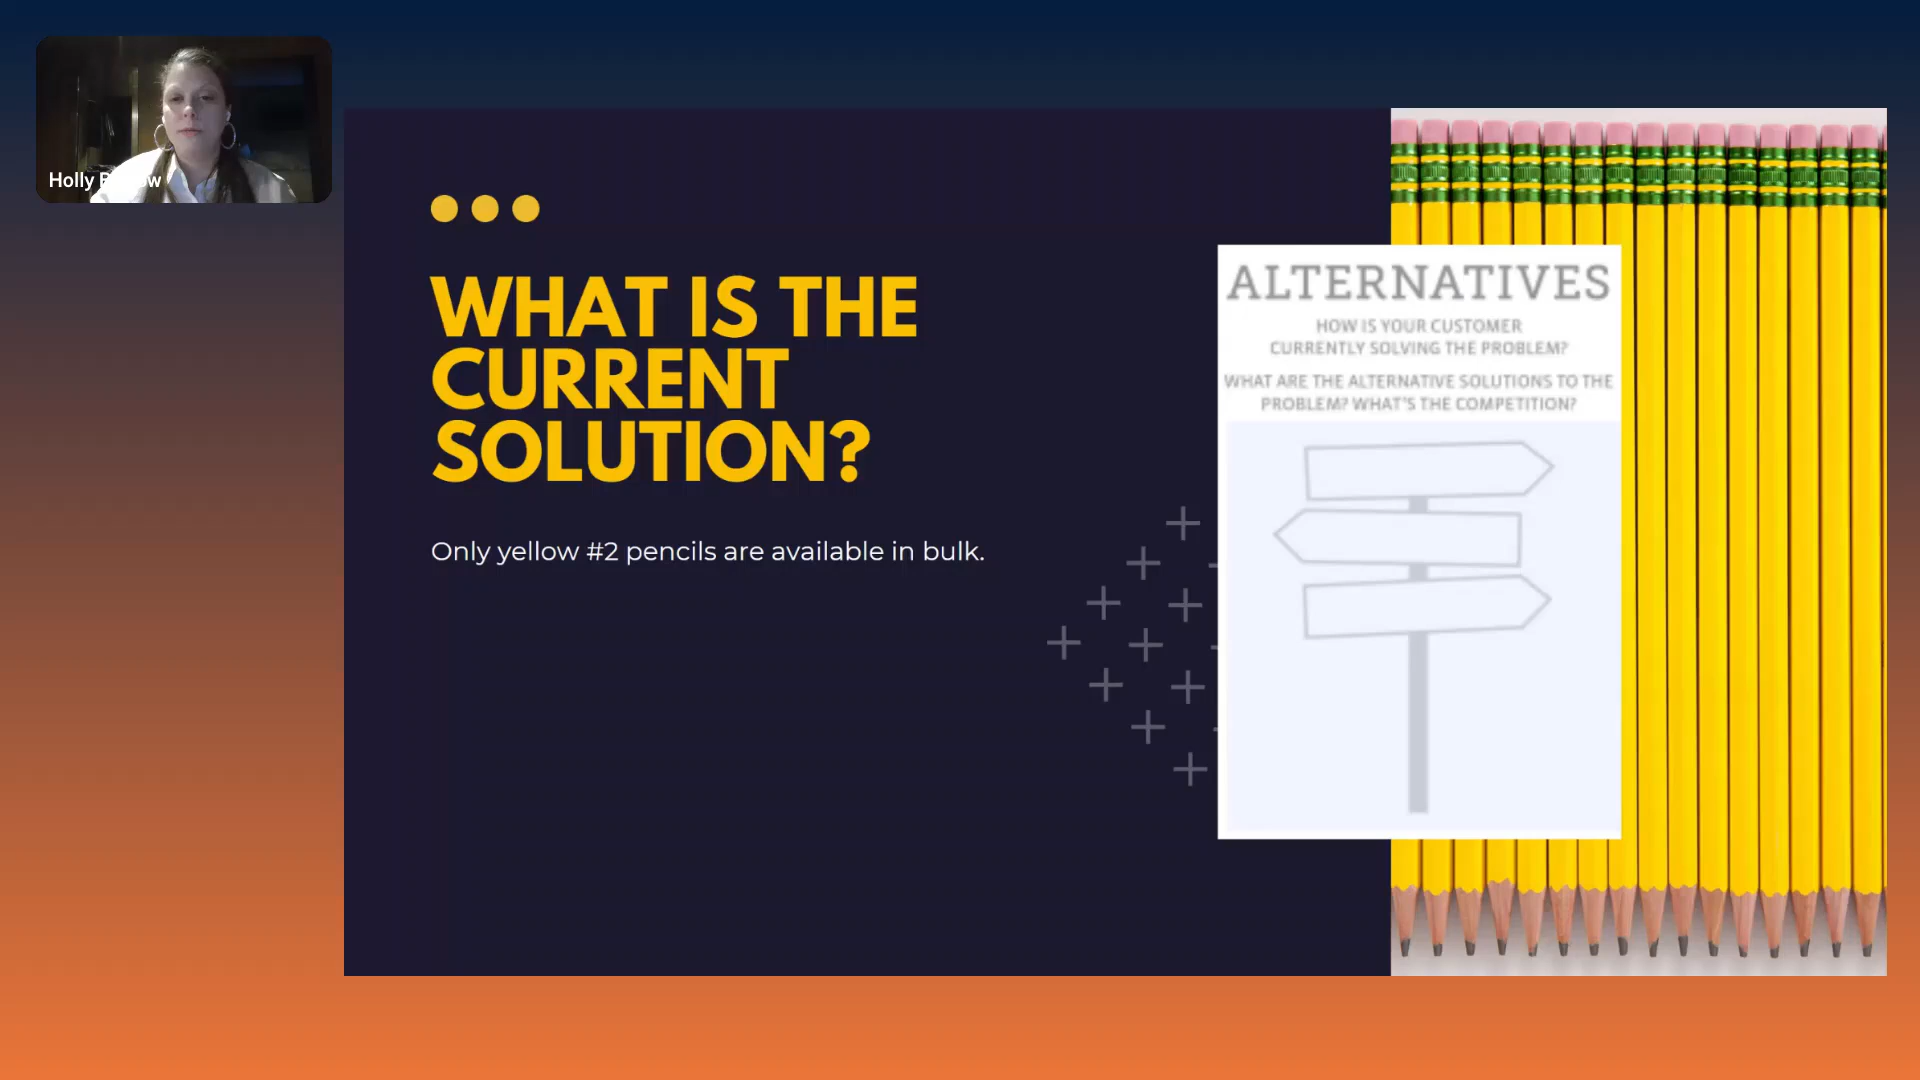 Holly
WHAT IS THE
CURRENT
SOLUTION?
Only yellow #2 pencils are available in bulk.
ALTERNATIVES
HOW IS YOUR CUSTOMER
CURRENTLY SOLVING THE PROBLEM?
WHAT ARE THE ALTERNATIVE SOLUTIONS TO THE
PROBLEM? WHAT'S THE COMPETITION?